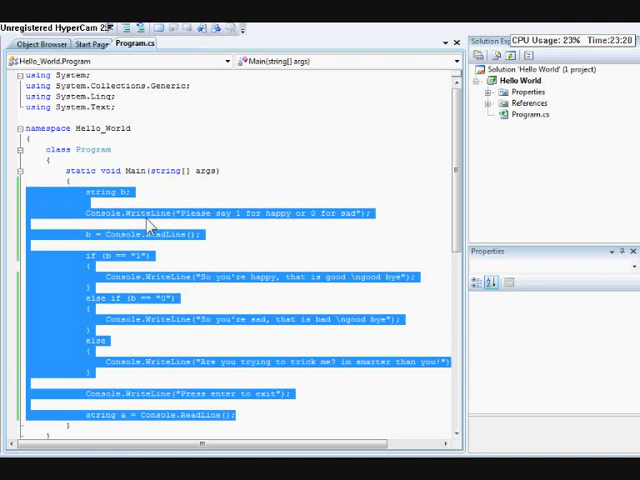 Unregistered HyperCam 2
CPU Usage: 23% Time:23:20
Object Browser Start Page Program.cs
Solution Exp
Hello_World.Program Main(string[] args)
using System;
using System.Collections.Generic;
using System.Linq;
using System.Text;
namespace Hello_World
{
class Program
{
static void Main(string[] args)
{
string b;
Console.WriteLine("Please say 1 for happy or 0 for sad");
b = Console.ReadLine();
if (b == "1")
{
Console.WriteLine("So you're happy, that is good \ngood bye");
}
else if (b == "0")
{
Console.WriteLine("So you're sad, that is bad \ngood bye");
}
else
{
Console.WriteLine("Are you trying to trick me? im smarter than you!")
}
Console.WriteLine("Press enter to exit");
string a = Console.ReadLine();
}
}
Solution 'Hello World' (1 project)
Hello World
Properties
References
Program.cs
Properties